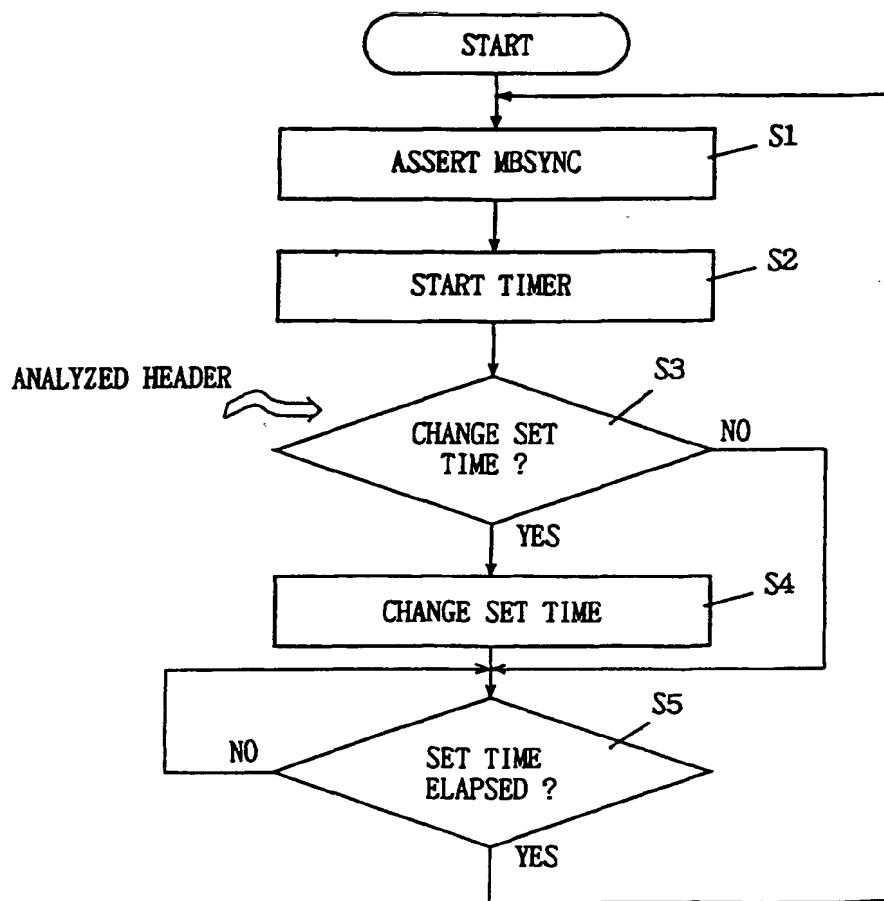 START
ASSERT MBSYNC
S1
START TIMER
S2
ANALYZED HEADER
S3
CHANGE SET
TIME ?
NO
YES
CHANGE SET TIME
S4
S5
NO
SET TIME
ELAPSED ?
YES